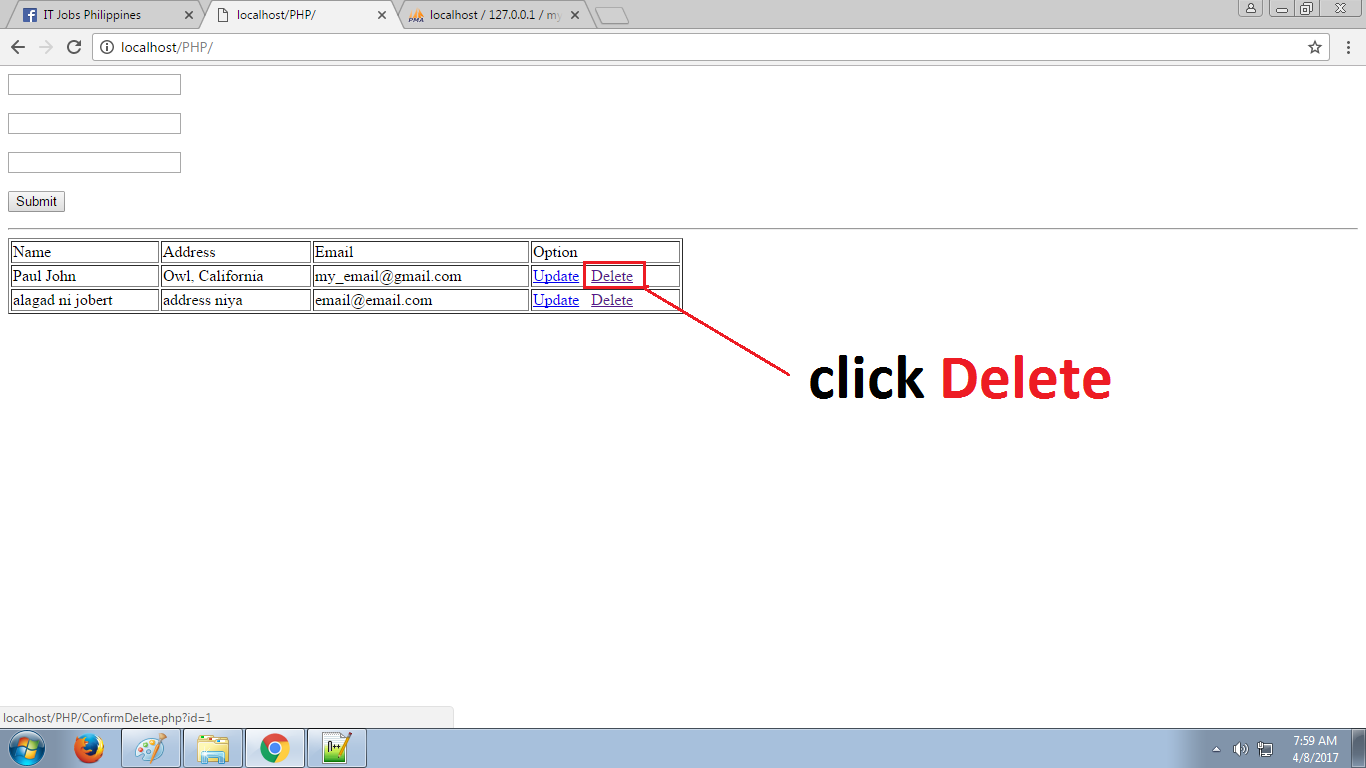 IT Jobs Philippines
localhost/PHP/
localhost / 127.0.0.1 / my
localhost/PHP/
Submit
Name Address Email Option
Paul John Owl, California my_email@gmail.com Update Delete
alagad ni jobert address niya email@email.com Update Delete
click Delete
localhost/PHP/ConfirmDelete.php?id=1
7:59 AM
4/8/2017